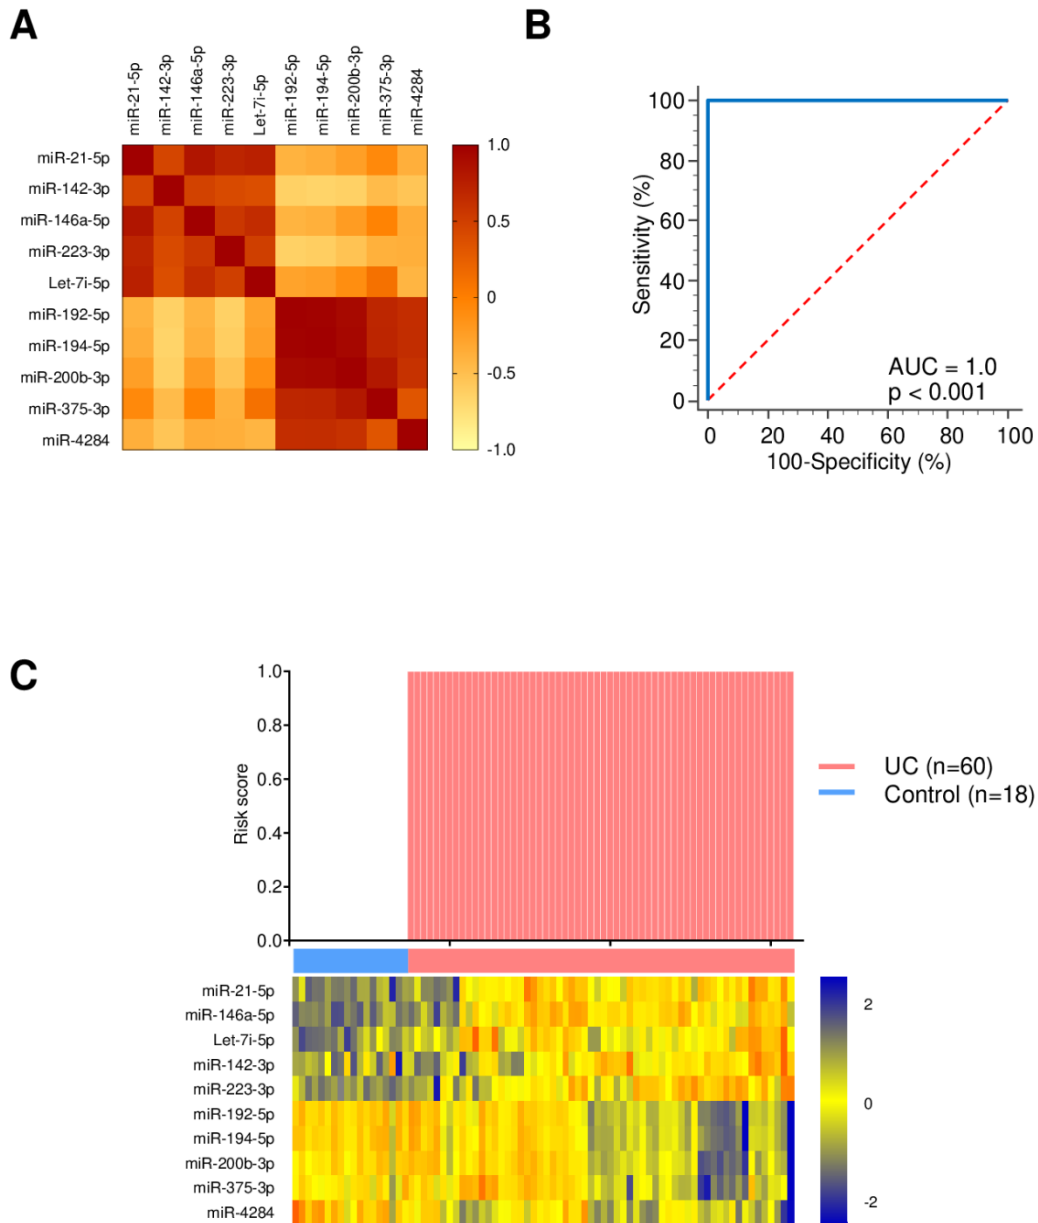 A
miR-21-5p
miR-142-3p
miR-146a-5p
miR-223-3p
Let-7i-5p
miR-192-5p
miR-194-5p
miR-200b-3p
miR-375-3p
miR-4284
miR-21-5p
miR-142-3p
miR-146a-5p
miR-223-3p
Let-7i-5p
miR-192-5p
miR-194-5p
miR-200b-3p
miR-375-3p
miR-4284
1.0
0.5
0
-0.5
-1.0
B
Sensitivity (%)
100
80
60
40
20
0
AUC = 1.0
p < 0.001
0 20 40 60 80 100
100-Specificity (%)
C
Risk score
1.0
0.8
0.6
0.4
0.2
0.0
UC (n=60)
Control (n=18)
miR-21-5p
miR-146a-5p
Let-7i-5p
miR-142-3p
miR-223-3p
miR-192-5p
miR-194-5p
miR-200b-3p
miR-375-3p
miR-4284
2
0
-2